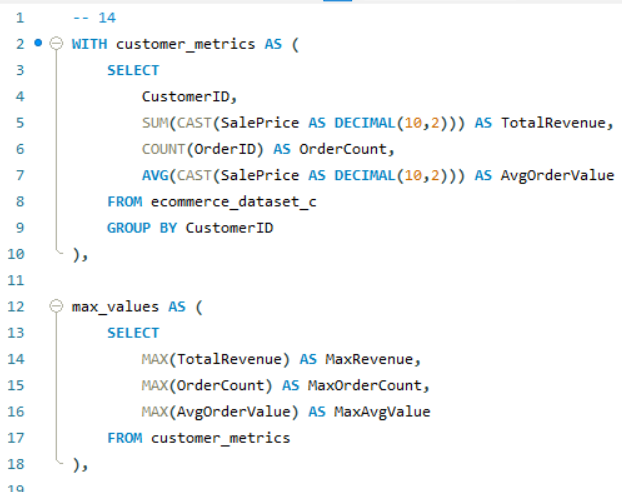 1 -- 14
2 WITH customer_metrics AS (
3 SELECT
4 CustomerID,
5 SUM(CAST(SalePrice AS DECIMAL(10,2))) AS TotalRevenue,
6 COUNT(OrderID) AS OrderCount,
7 AVG(CAST(SalePrice AS DECIMAL(10,2))) AS AvgOrderValue
8 FROM ecommerce_dataset_c
9 GROUP BY CustomerID
10 ),
11
12 max_values AS (
13 SELECT
14 MAX(TotalRevenue) AS MaxRevenue,
15 MAX(OrderCount) AS MaxOrderCount,
16 MAX(AvgOrderValue) AS MaxAvgValue
17 FROM customer_metrics
18 ),
19